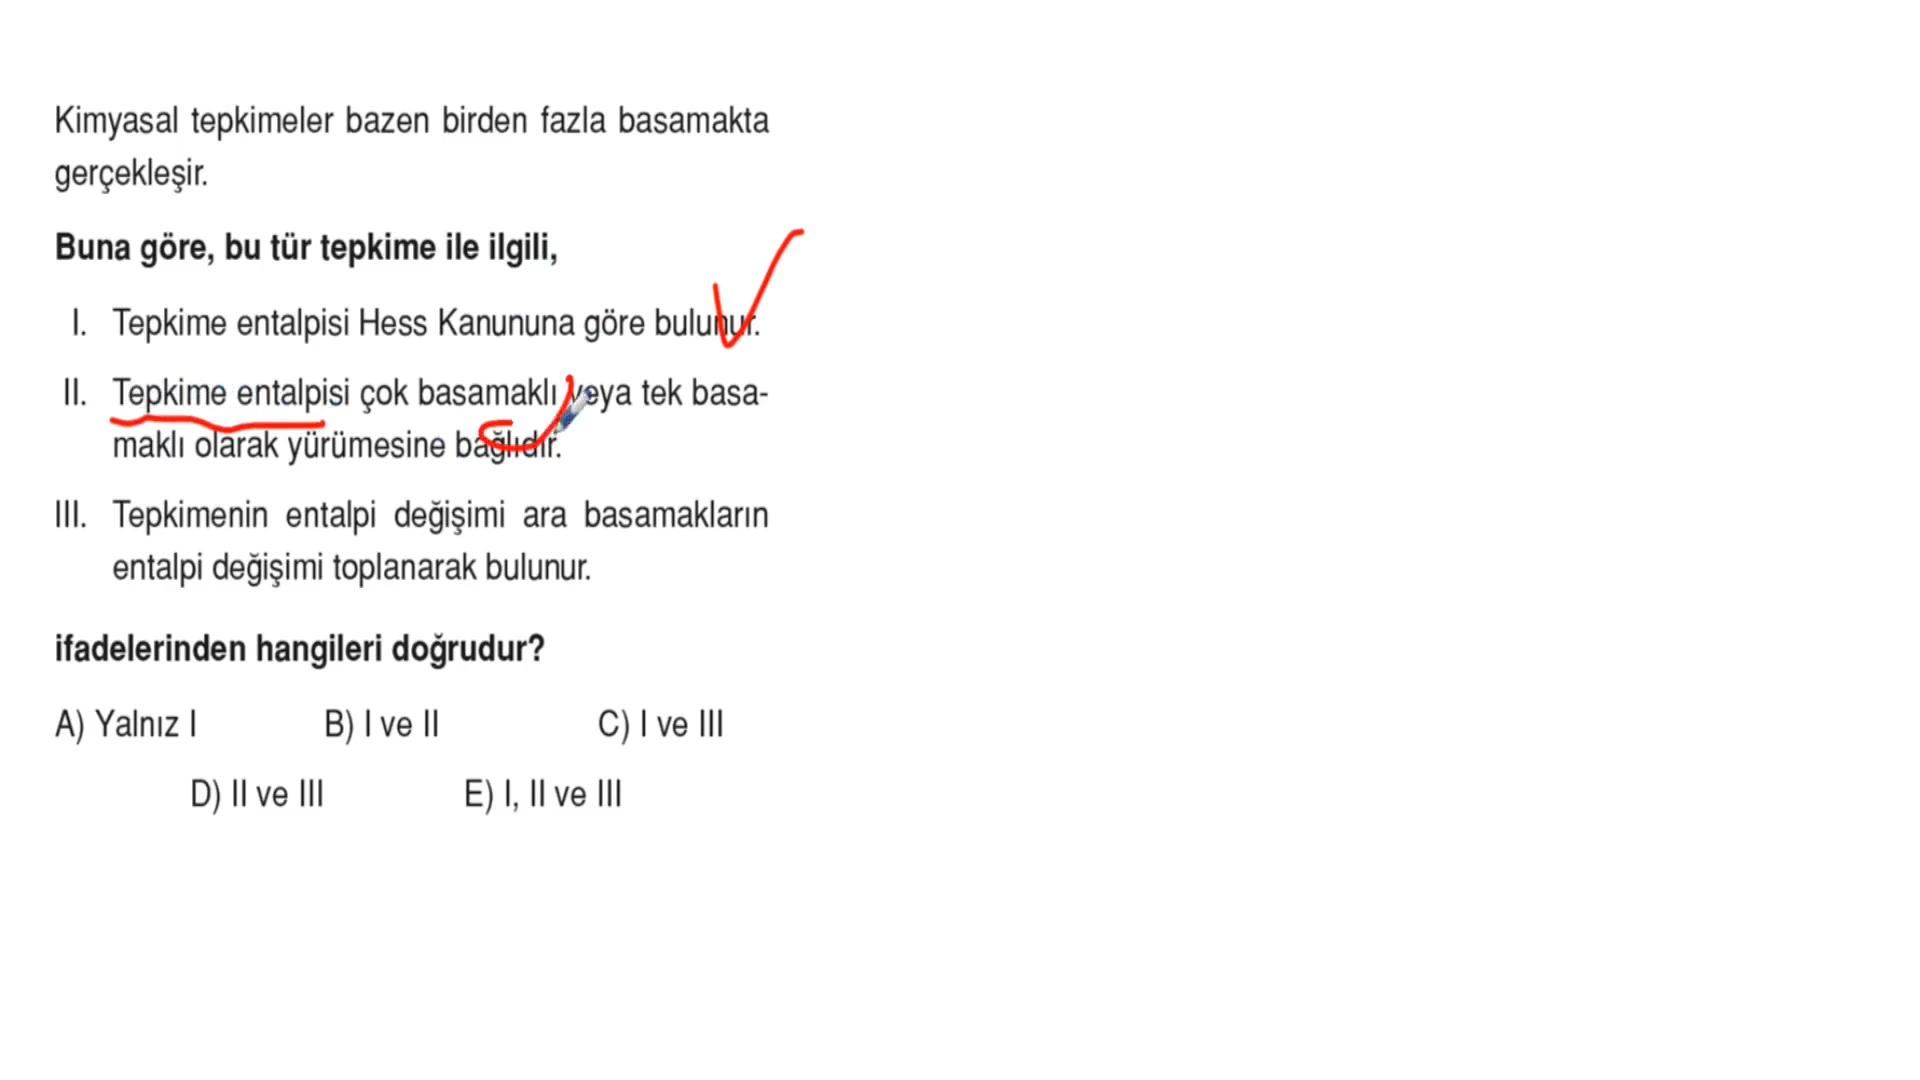 Kimyasal tepkimeler bazen birden fazla basamakta
gerçekleşir.
Buna göre, bu tür tepkime ile ilgili,
I. Tepkime entalpisi Hess Kanununa göre bulunur.
II. Tepkime entalpisi çok basamaklı veya tek basa-
maklı olarak yürümesine bağlıdır.
III. Tepkimenin entalpi değişimi ara basamakların
entalpi değişimi toplanarak bulunur.
ifadelerinden hangileri doğrudur?
A) Yalnız I B) I ve II C) I ve III
D) II ve III E) I, II ve III